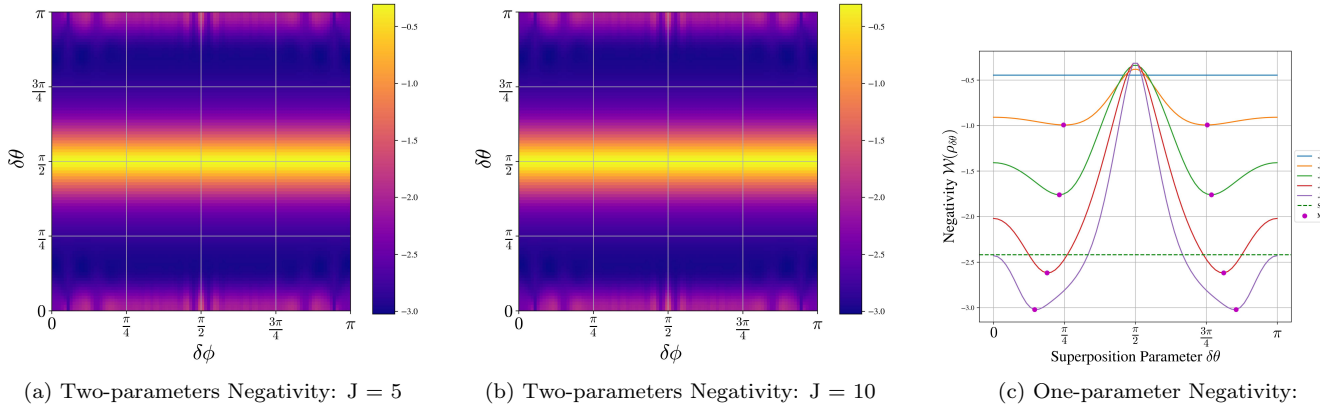 π
3π/4
δθ
π/2
π/4
0
0
π/4
π/2
3π/4
π
δϕ
−0.5
−1.0
−1.5
−2.0
−2.5
−3.0
(a) Two-parameters Negativity: J = 5
π
3π/4
δθ
π/2
π/4
0
0
π/4
π/2
3π/4
π
δϕ
−0.5
−1.0
−1.5
−2.0
−2.5
−3.0
(b) Two-parameters Negativity: J = 10
Negativity 𝒲(ρδθ)
−0.5
−1.0
−1.5
−2.0
−2.5
−3.0
0
π/4
π/2
3π/4
π
Superposition Parameter δθ
(c) One-parameter Negativity: